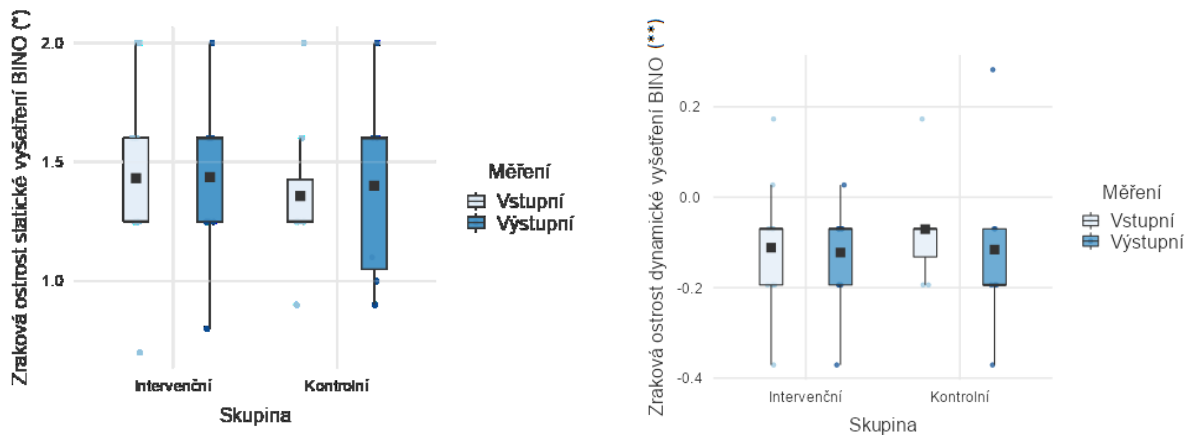 Zraková ostrost statické vyšetření BINO (*)
2.0
1.5
1.0
Intervenční
Kontrolní
Skupina
Měření
Vstupní
Výstupní
Zraková ostrost dynamické vyšetření BINO (**)
0.2
0.0
-0.2
-0.4
Intervenční
Kontrolní
Skupina
Měření
Vstupní
Výstupní